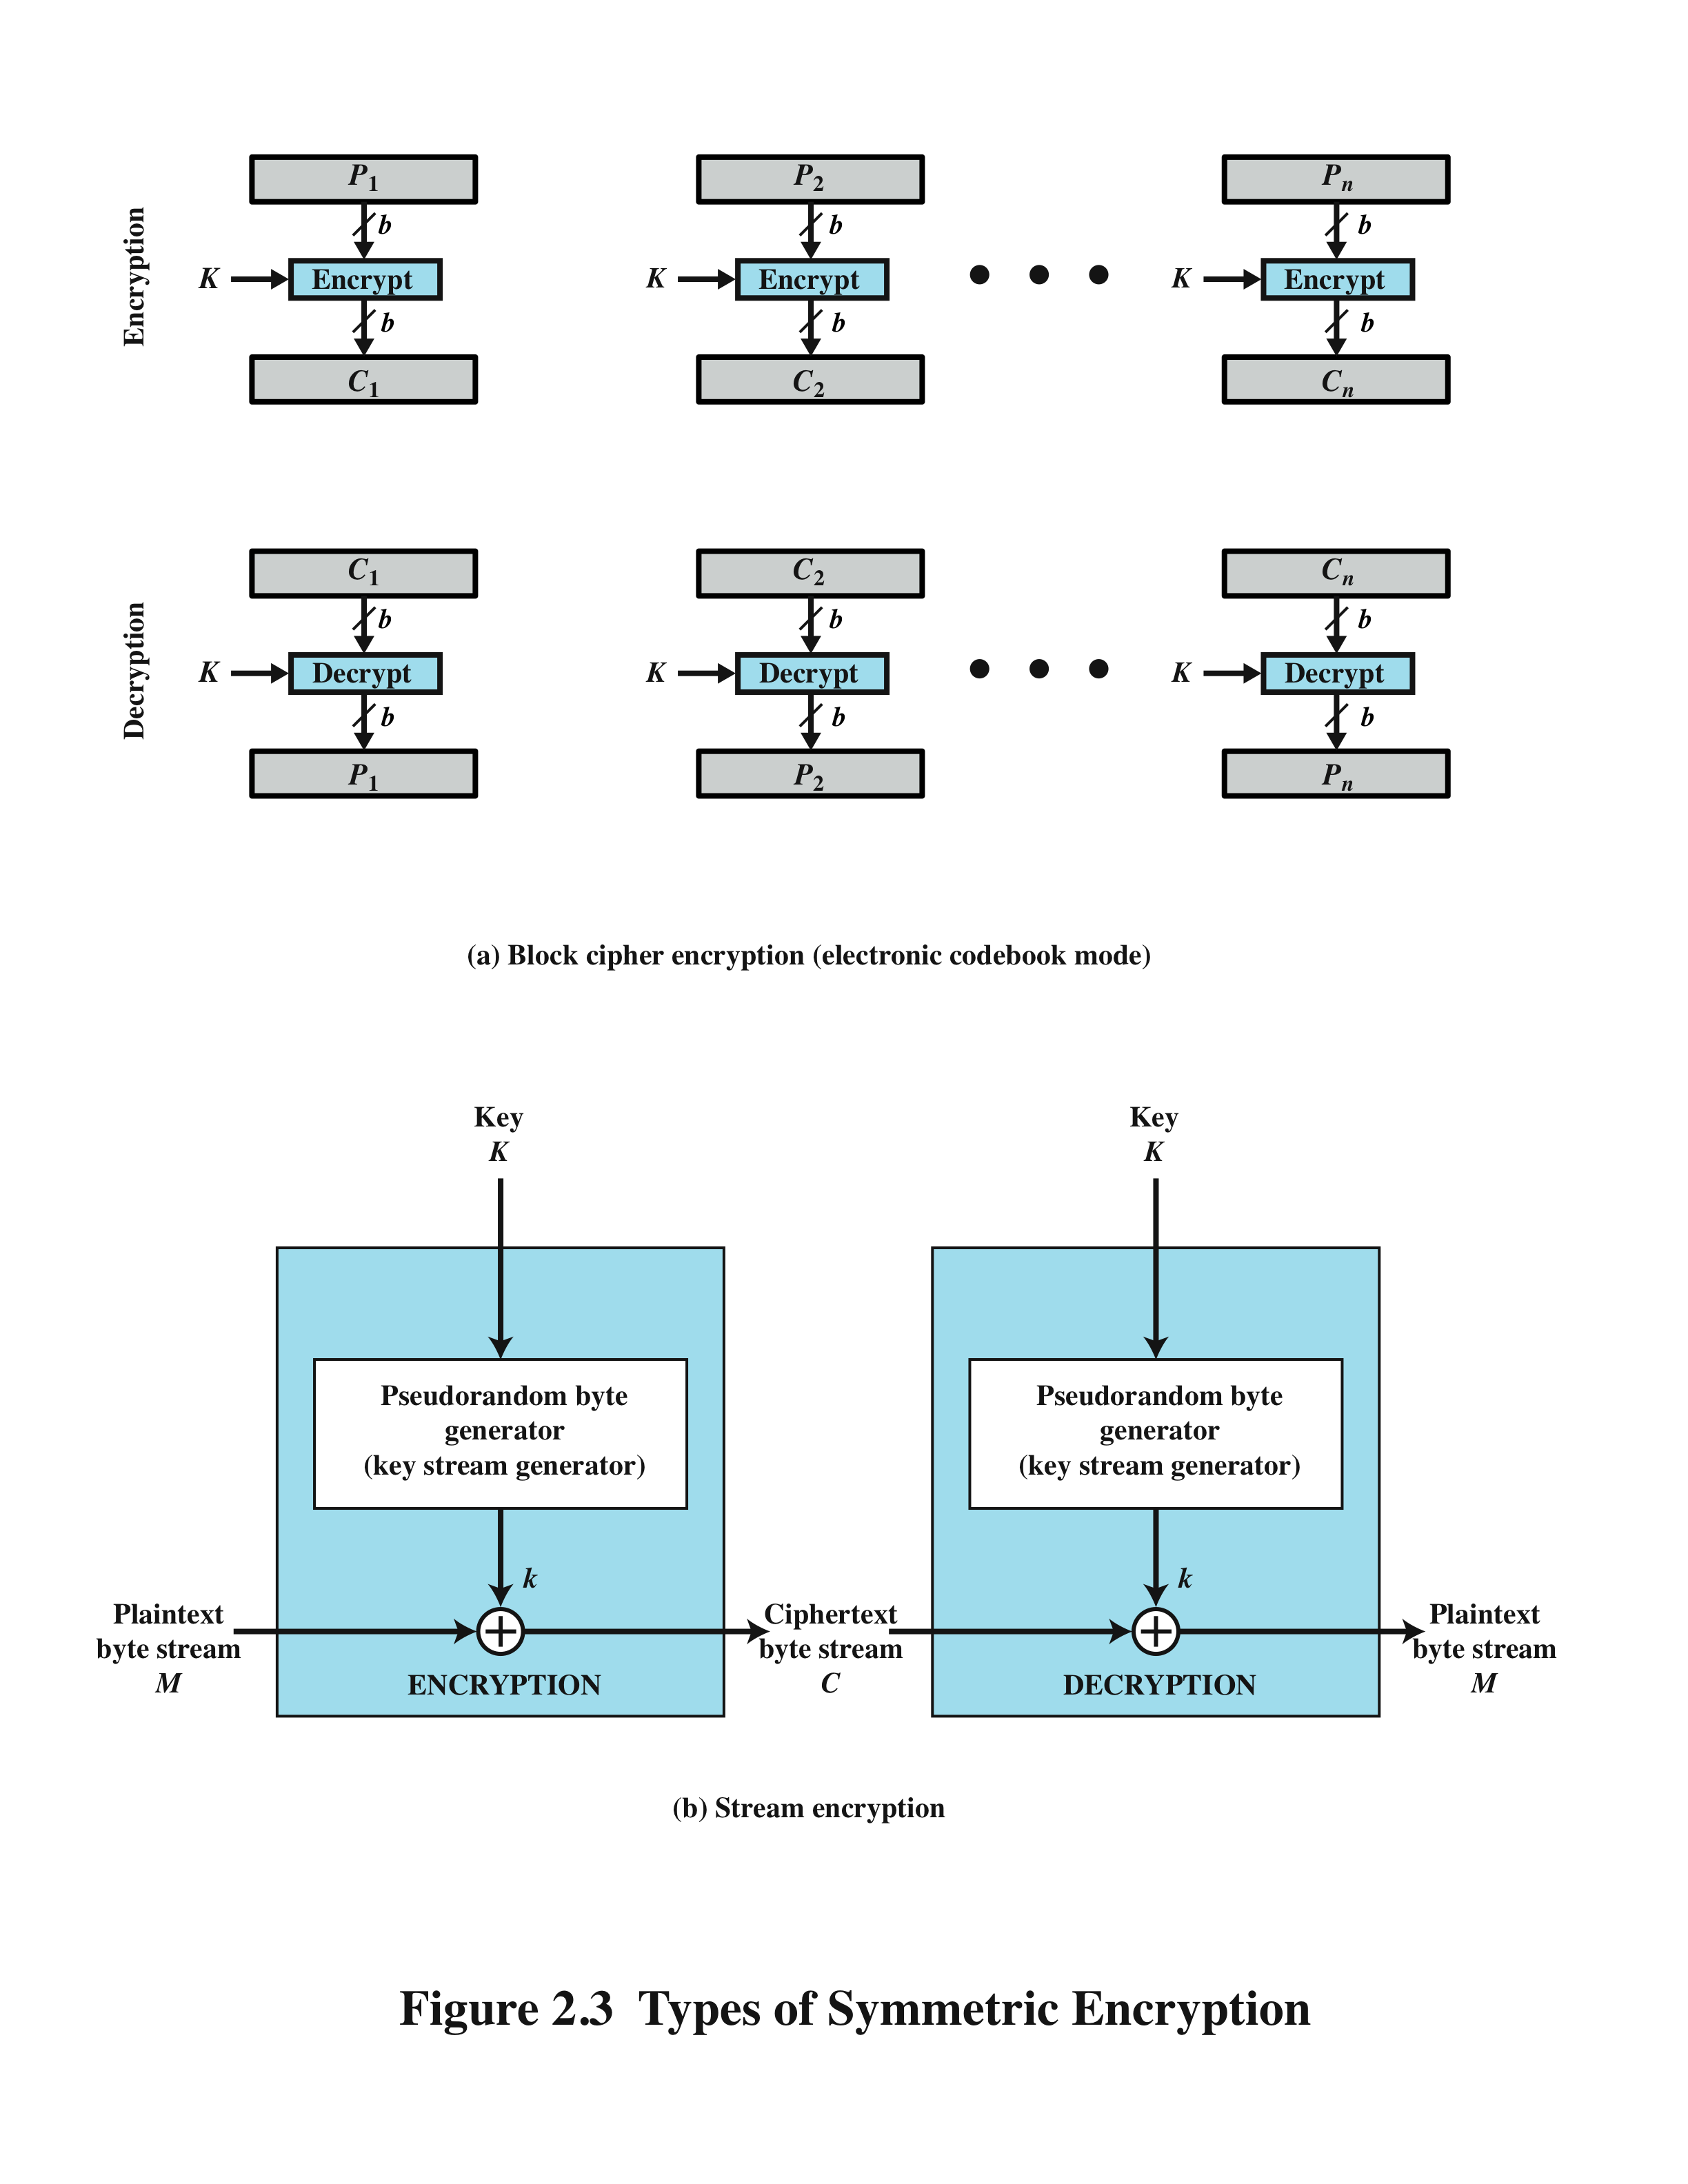 P1 P2 Pn
b b b
Encryption
K Encrypt K Encrypt • • • K Encrypt
b b b
C1 C2 Cn
C1 C2 Cn
b b b
Decryption
K Decrypt K Decrypt • • • K Decrypt
b b b
P1 P2 Pn
(a) Block cipher encryption (electronic codebook mode)
Key
K
Pseudorandom byte
generator
(key stream generator)
k
Plaintext
byte stream
M
ENCRYPTION
Ciphertext
byte stream
C
Key
K
Pseudorandom byte
generator
(key stream generator)
k
DECRYPTION
Plaintext
byte stream
M
(b) Stream encryption
Figure 2.3 Types of Symmetric Encryption